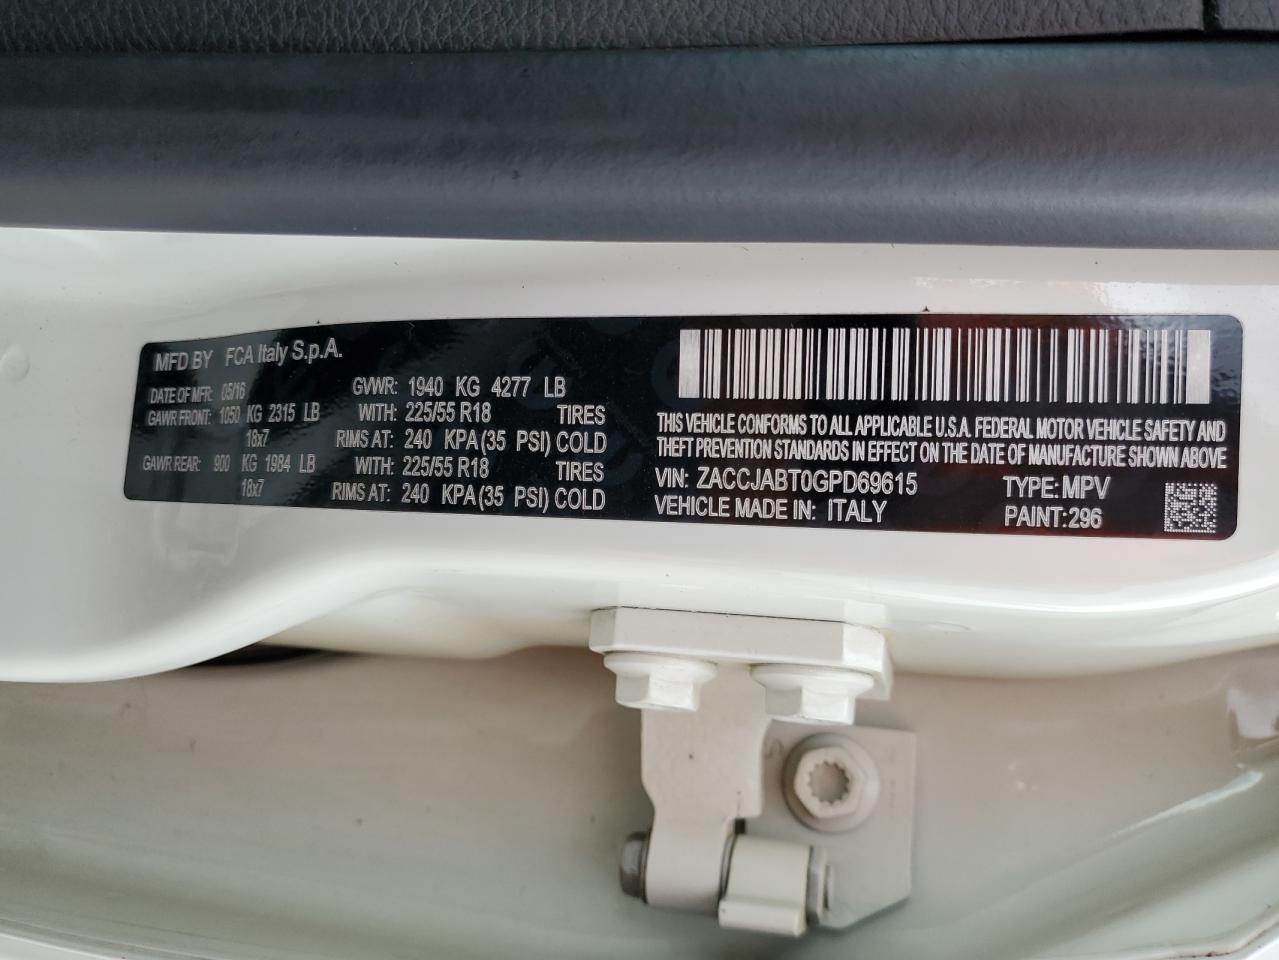 MFD BY FCA Italy S.p.A.
DATE OF MFR: 05/16 GVWR: 1940 KG 4277 LB
GAWR FRONT: 1050 KG 2315 LB WITH: 225/55 R18 TIRES
18x7 RIMS AT: 240 KPA(35 PSI) COLD
GAWR REAR: 900 KG 1984 LB WITH: 225/55 R18 TIRES
18x7 RIMS AT: 240 KPA(35 PSI) COLD
THIS VEHICLE CONFORMS TO ALL APPLICABLE U.S.A. FEDERAL MOTOR VEHICLE SAFETY AND
THEFT PREVENTION STANDARDS IN EFFECT ON THE DATE OF MANUFACTURE SHOWN ABOVE
VIN: ZACCJABT0GPD69615 TYPE: MPV
VEHICLE MADE IN: ITALY PAINT: 296